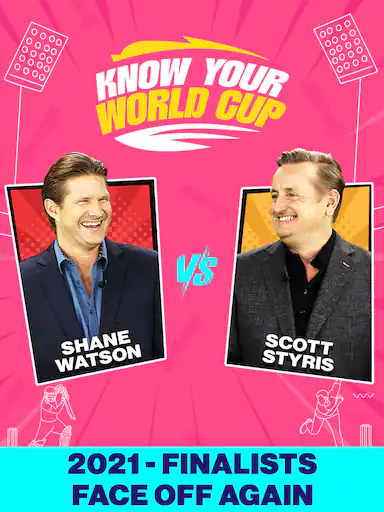 KNOW YOUR
WORLD CUP
VS
SHANE
WATSON
SCOTT
STYRIS
2021 - FINALISTS
FACE OFF AGAIN